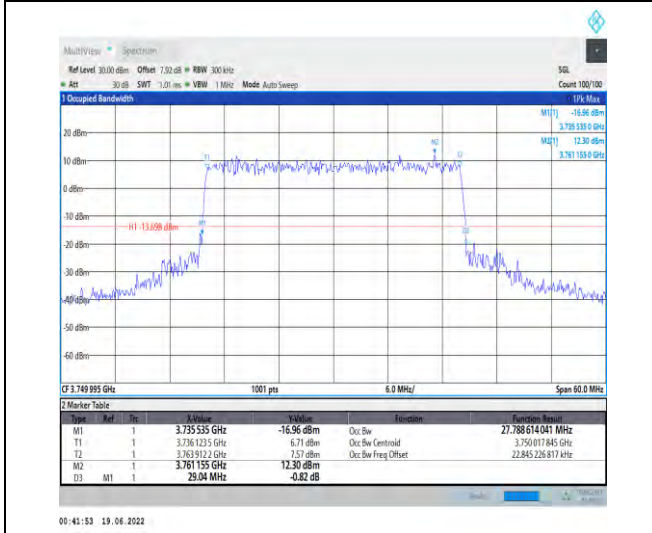 MultiView Spectrum
Ref Level 30.00 dBm Offset 7.92 dB RBW 300 kHz SGL
Att 30 dB SWT 1.01 ms VBW 1 MHz Mode Auto Sweep Count 100/100
1 Occupied Bandwidth 1Pk Max
M1[1] -16.96 dBm
3.735 535 0 GHz
20 dBm M2[1] 12.30 dBm
3.761 155 0 GHz
M2
T1
10 dBm
0 dBm
-10 dBm
H1 -13.698 dBm
M1
-20 dBm
-30 dBm
-40 dBm
-50 dBm
-60 dBm
CF 3.749 995 GHz 1001 pts 6.0 MHz/ Span 60.0 MHz
2 Marker Table
Type Ref Trc X-Value Y-Value Function Function Result
M1 1 3.735 535 GHz -16.96 dBm Occ Bw 27.788 614 041 MHz
T1 1 3.736 123 5 GHz 6.71 dBm Occ Bw Centroid 3.750 017 845 GHz
T2 1 3.763 912 2 GHz 7.57 dBm Occ Bw Freq Offset 22.845 226 817 kHz
M2 1 3.761 155 GHz 12.30 dBm
D3 M1 1 29.04 MHz -0.82 dB
00:41:53 19.06.2022